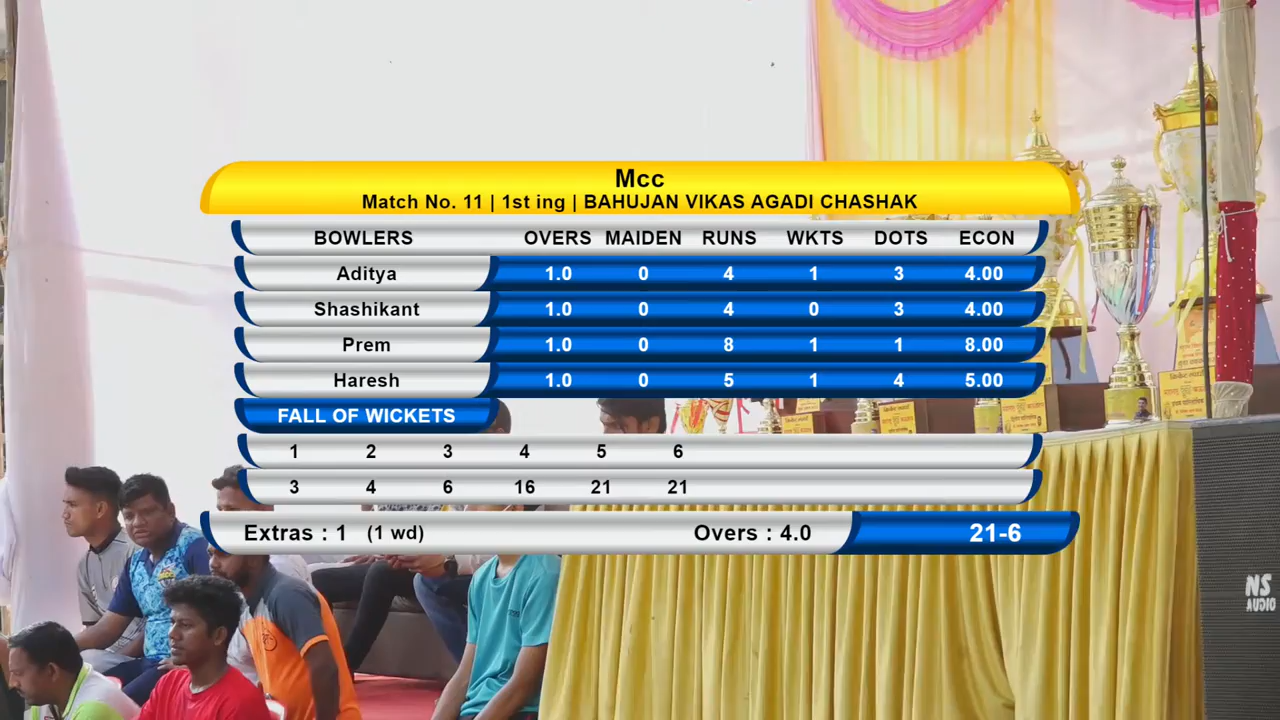 Mcc
Match No. 11 | 1st ing | BAHUJAN VIKAS AGADI CHASHAK
BOWLERS OVERS MAIDEN RUNS WKTS DOTS ECON
Aditya 1.0 0 4 1 3 4.00
Shashikant 1.0 0 4 0 3 4.00
Prem 1.0 0 8 1 1 8.00
Haresh 1.0 0 5 1 4 5.00
FALL OF WICKETS
1 2 3 4 5 6
3 4 6 16 21 21
Extras : 1 (1 wd) Overs : 4.0 21-6
NS
AUDIO